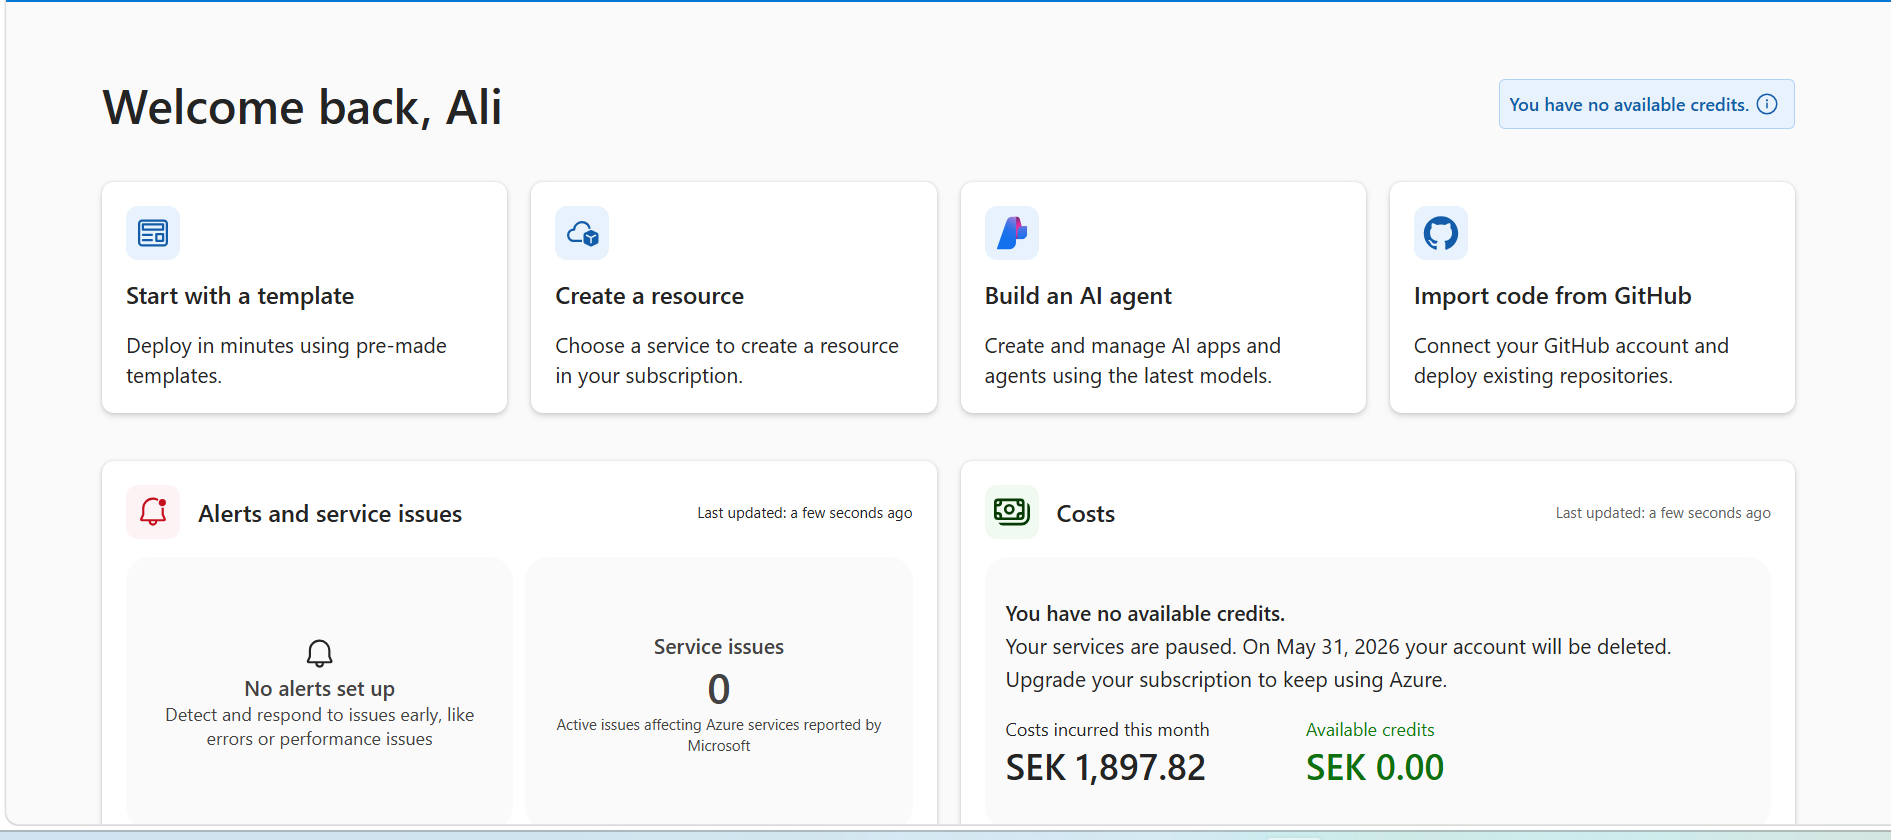 Welcome back, Ali
You have no available credits.
Start with a template
Deploy in minutes using pre-made
templates.
Create a resource
Choose a service to create a resource
in your subscription.
Build an AI agent
Create and manage AI apps and
agents using the latest models.
Import code from GitHub
Connect your GitHub account and
deploy existing repositories.
Alerts and service issues
Last updated: a few seconds ago
No alerts set up
Detect and respond to issues early, like
errors or performance issues
Service issues
0
Active issues affecting Azure services reported by
Microsoft
Costs
Last updated: a few seconds ago
You have no available credits.
Your services are paused. On May 31, 2026 your account will be deleted.
Upgrade your subscription to keep using Azure.
Costs incurred this month
SEK 1,897.82
Available credits
SEK 0.00